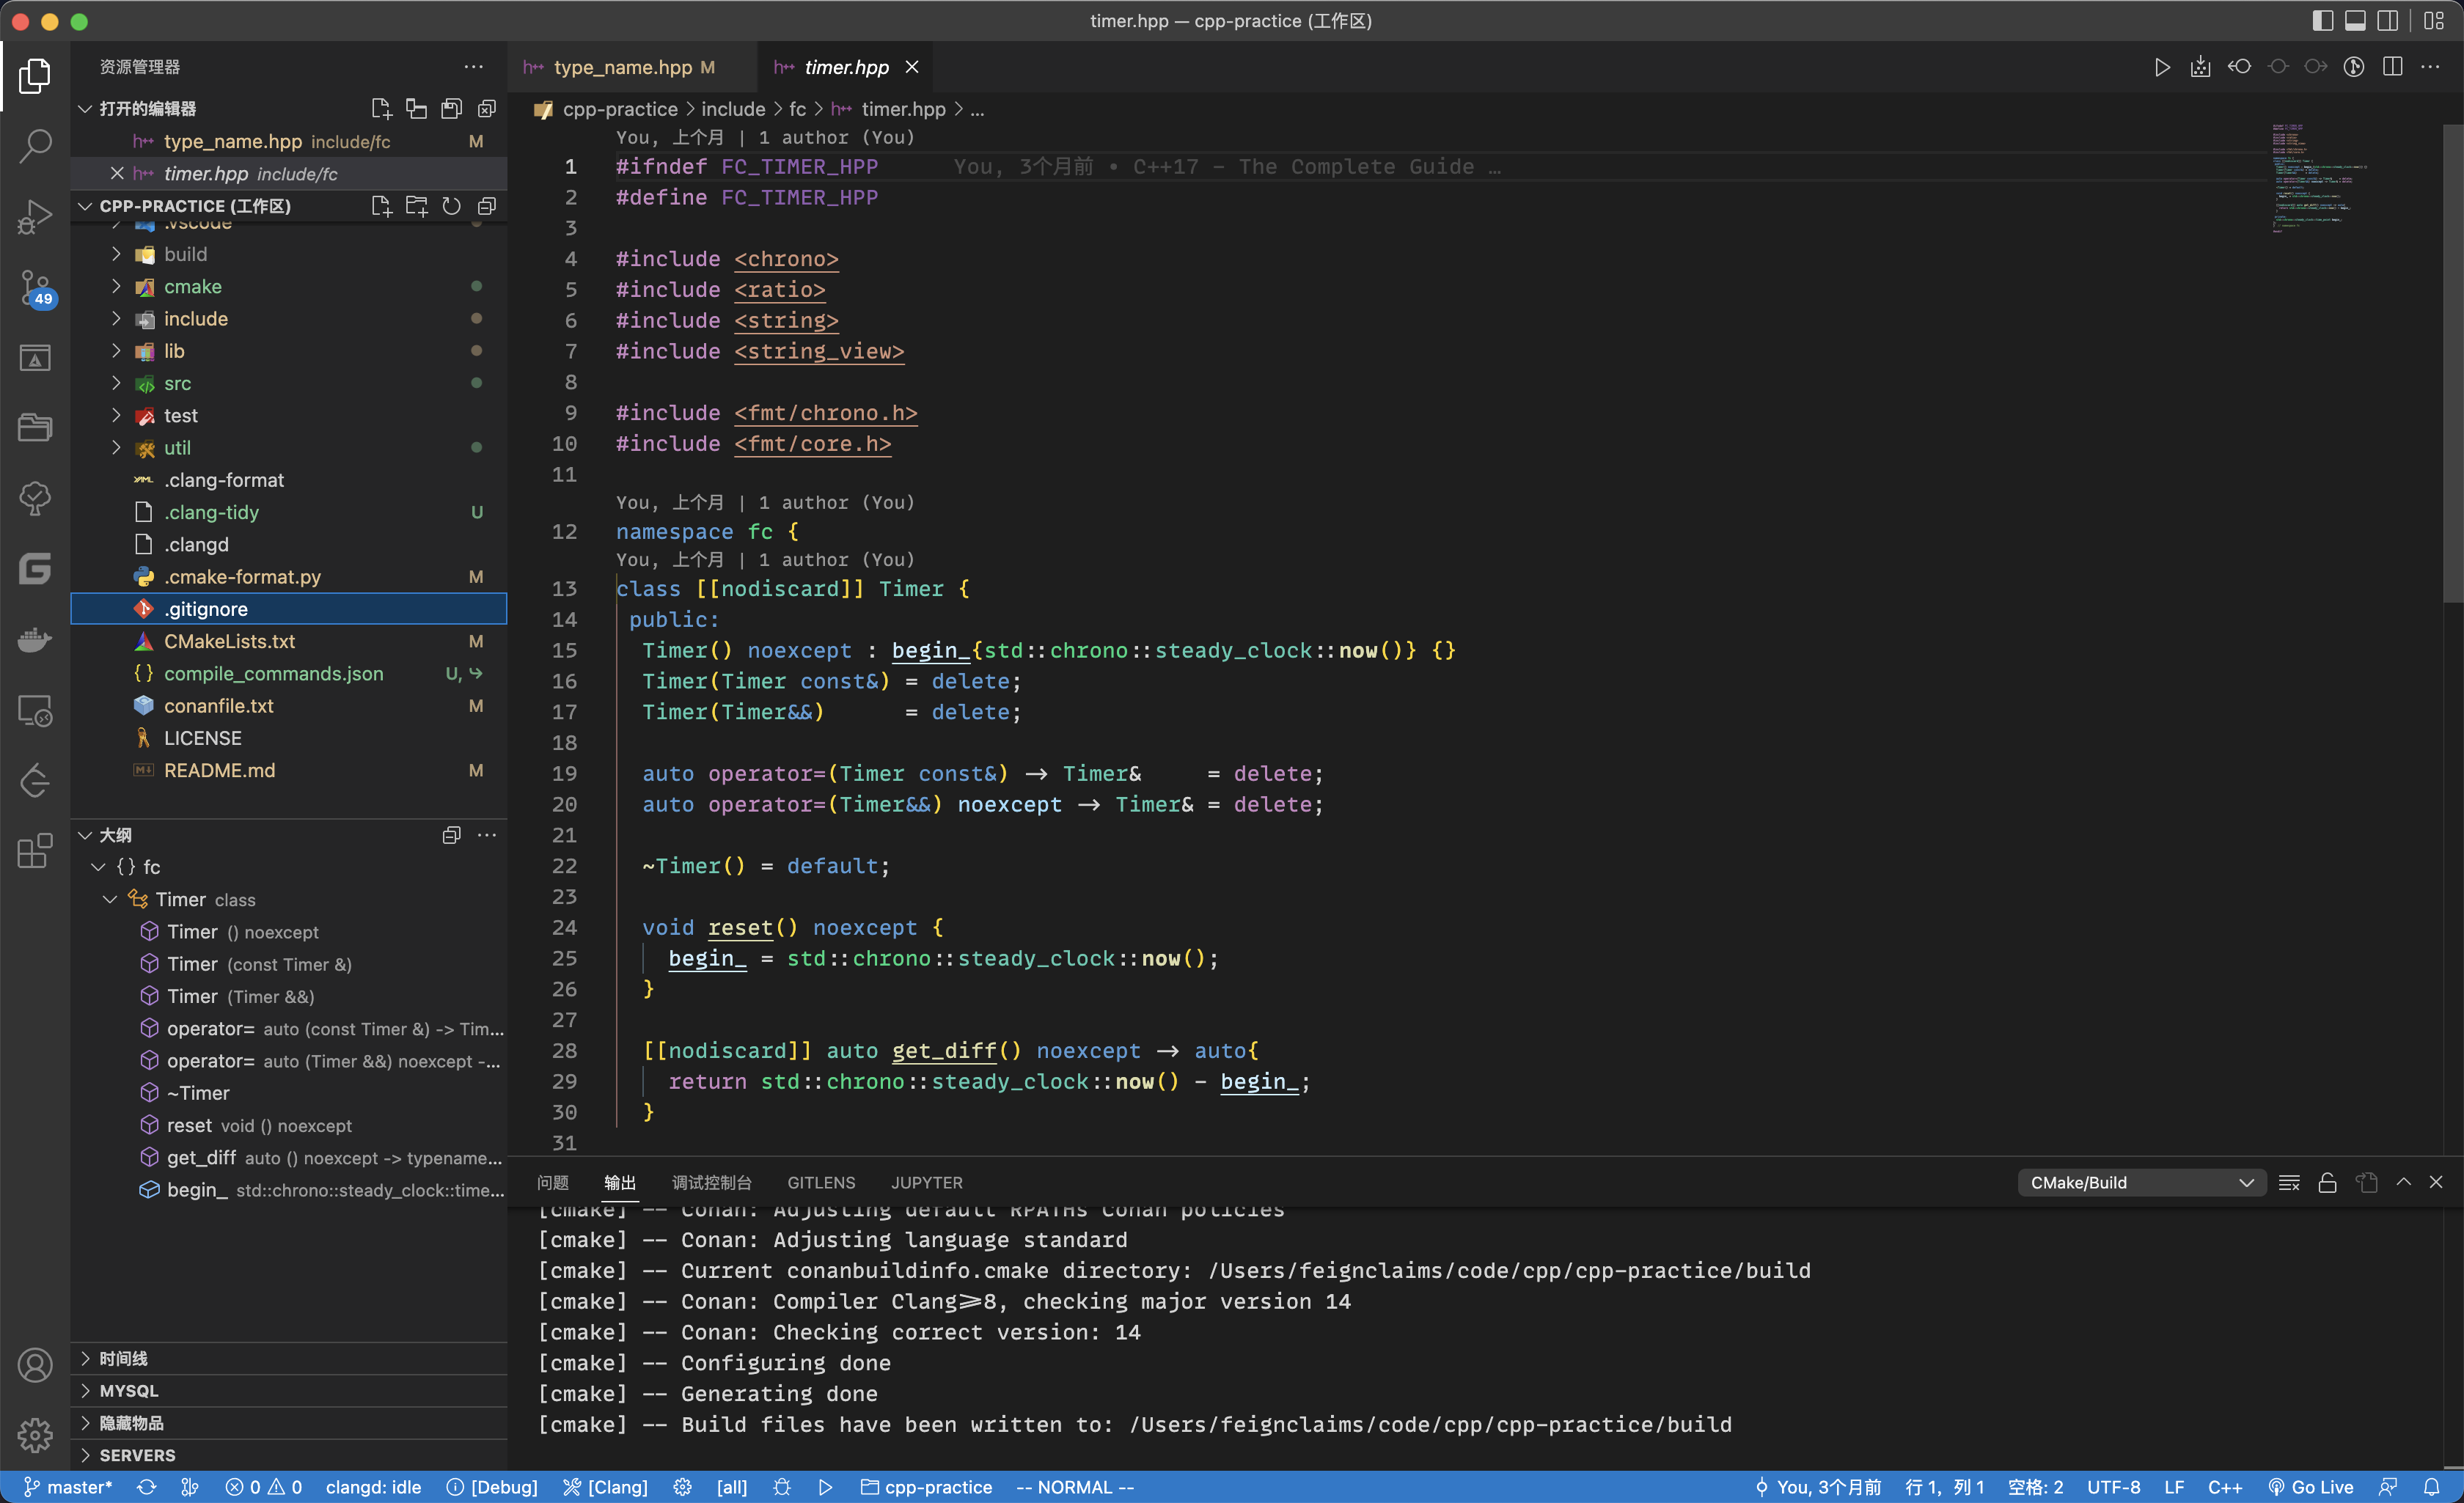 timer.hpp — cpp-practice (工作区)
资源管理器
打开的编辑器
type_name.hpp include/fc M
timer.hpp include/fc
CPP-PRACTICE (工作区)
.vscode
build
cmake
include
lib
src
test
util
.clang-format
.clang-tidy U
.clangd
.cmake-format.py M
.gitignore
CMakeLists.txt M
compile_commands.json U,
conanfile.txt M
LICENSE
README.md M
大纲
{} fc
Timer class
Timer () noexcept
Timer (const Timer &)
Timer (Timer &&)
operator= auto (const Timer &) -> Tim...
operator= auto (Timer &&) noexcept -...
~Timer
reset void () noexcept
get_diff auto () noexcept -> typename...
begin_ std::chrono::steady_clock::time...
时间线
MYSQL
隐藏物品
SERVERS
49
type_name.hpp M
timer.hpp
cpp-practice > include > fc > timer.hpp > ...
You, 上个月 | 1 author (You)
1 #ifndef FC_TIMER_HPP You, 3个月前 • C++17 - The Complete Guide …
2 #define FC_TIMER_HPP
3
4 #include <chrono>
5 #include <ratio>
6 #include <string>
7 #include <string_view>
8
9 #include <fmt/chrono.h>
10 #include <fmt/core.h>
11
You, 上个月 | 1 author (You)
12 namespace fc {
You, 上个月 | 1 author (You)
13 class [[nodiscard]] Timer {
14 public:
15 Timer() noexcept : begin_{std::chrono::steady_clock::now()} {}
16 Timer(Timer const&) = delete;
17 Timer(Timer&&) = delete;
18
19 auto operator=(Timer const&) -> Timer& = delete;
20 auto operator=(Timer&&) noexcept -> Timer& = delete;
21
22 ~Timer() = default;
23
24 void reset() noexcept {
25 begin_ = std::chrono::steady_clock::now();
26 }
27
28 [[nodiscard]] auto get_diff() noexcept -> auto{
29 return std::chrono::steady_clock::now() - begin_;
30 }
31
问题 输出 调试控制台 GITLENS JUPYTER CMake/Build
[cmake] -- Conan: Adjusting default RPATHs Conan policies
[cmake] -- Conan: Adjusting language standard
[cmake] -- Current conanbuildinfo.cmake directory: /Users/feignclaims/code/cpp/cpp-practice/build
[cmake] -- Conan: Compiler Clang>=8, checking major version 14
[cmake] -- Conan: Checking correct version: 14
[cmake] -- Configuring done
[cmake] -- Generating done
[cmake] -- Build files have been written to: /Users/feignclaims/code/cpp/cpp-practice/build
master* 0 0 clangd: idle [Debug] [Clang] [all] cpp-practice -- NORMAL -- You, 3个月前 行 1，列 1 空格: 2 UTF-8 LF C++ Go Live